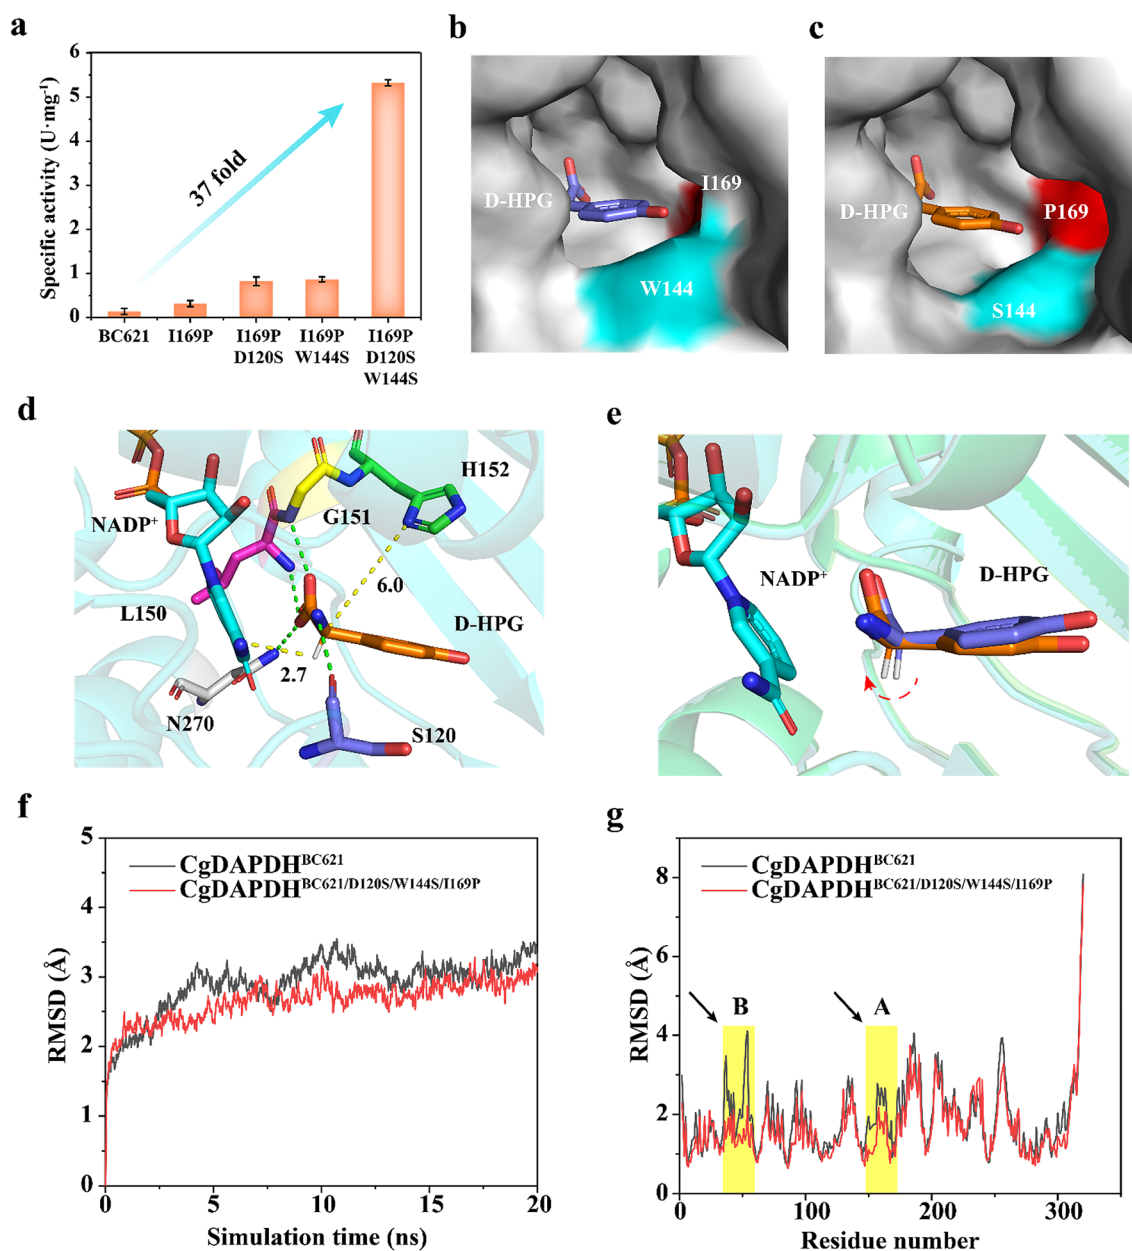 a
Specific activity (U·mg⁻¹)
6
5
4
3
2
1
0
37 fold
BC621
I169P
I169P
D120S
I169P
W144S
I169P
D120S
W144S
b
D-HPG
I169
W144
c
D-HPG
P169
S144
d
H152
NADP⁺
G151
6.0
L150
D-HPG
2.7
N270
S120
e
NADP⁺
D-HPG
f
RMSD (Å)
5
4
3
2
1
0
CgDAPDH^BC621
CgDAPDH^BC621/D120S/W144S/I169P
0
5
10
15
20
Simulation time (ns)
g
RMSD (Å)
8
6
4
2
0
CgDAPDH^BC621
CgDAPDH^BC621/D120S/W144S/I169P
B
A
0
100
200
300
Residue number